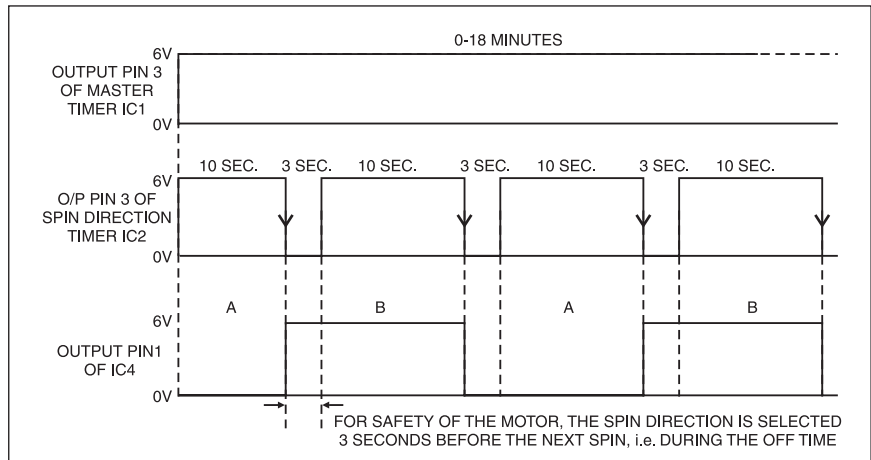 0-18 MINUTES
6V
OUTPUT PIN 3
OF MASTER
TIMER IC1
0V
10 SEC. 3 SEC. 10 SEC. 3 SEC. 10 SEC. 3 SEC. 10 SEC.
6V
O/P PIN 3 OF
SPIN DIRECTION
TIMER IC2
0V
A B A B
6V
OUTPUT PIN1
OF IC4
0V
FOR SAFETY OF THE MOTOR, THE SPIN DIRECTION IS SELECTED
3 SECONDS BEFORE THE NEXT SPIN, i.e. DURING THE OFF TIME